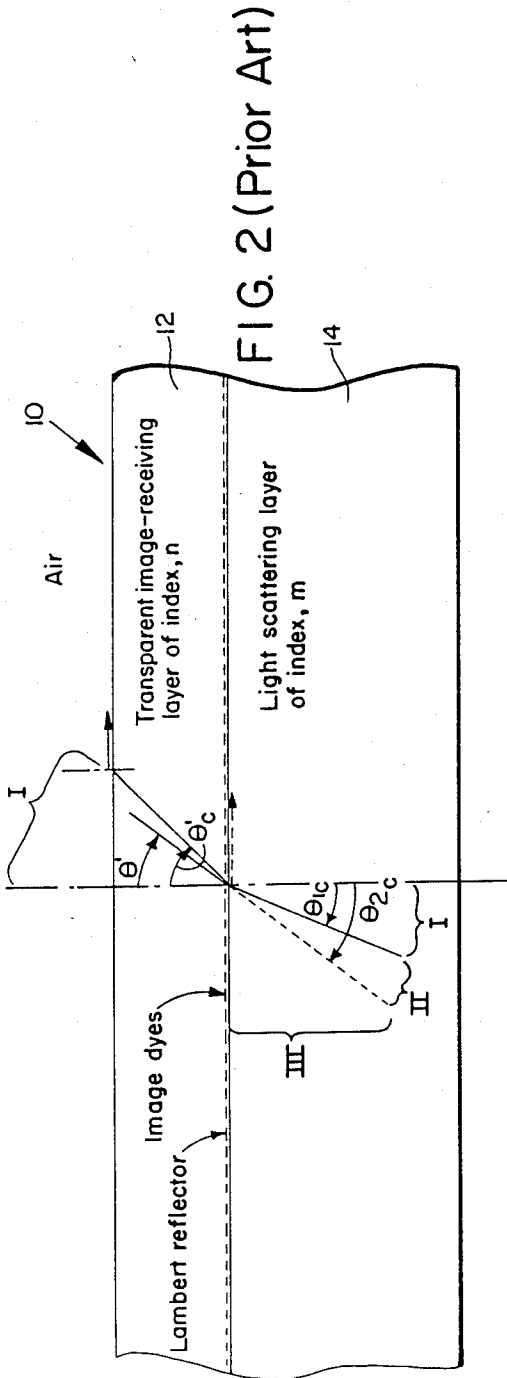 FIG. 2 (Prior Art)
10
12
14
Air
Transparent image-receiving
layer of index, n
Light scattering layer
of index, m
I
θ'
θ'c
θ1c
θ2c
I
II
III
Image dyes
Lambert reflector